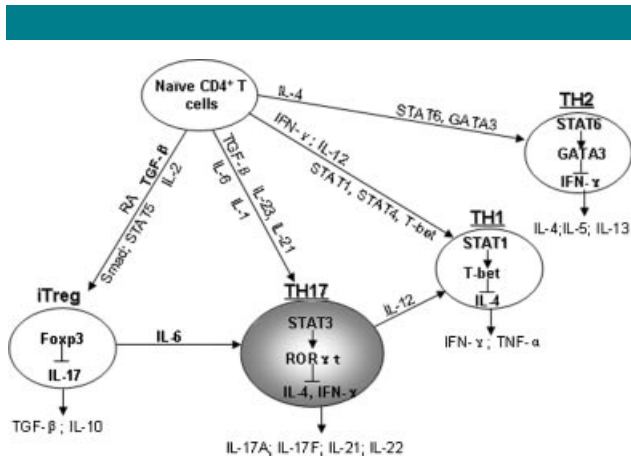 Naïve CD4⁺ T
cells
IL-4
STAT6, GATA3
TH2
STAT6
GATA3
IFN-ɤ
IL-4;IL-5; IL-13
IFN-ɤ; IL-12
STAT1, STAT4, T-bet
TH1
STAT1
T-bet
IL-4
IFN-ɤ; TNF-α
RA TGF-β IL-2
Smad; STAT5
TGF-β IL-23, IL-21
IL-6 IL-1
iTreg
Foxp3
IL-17
TGF-β; IL-10
IL-6
TH17
STAT3
RORɤt
IL-4, IFN-ɤ
IL-17A; IL-17F; IL-21; IL-22
IL-12